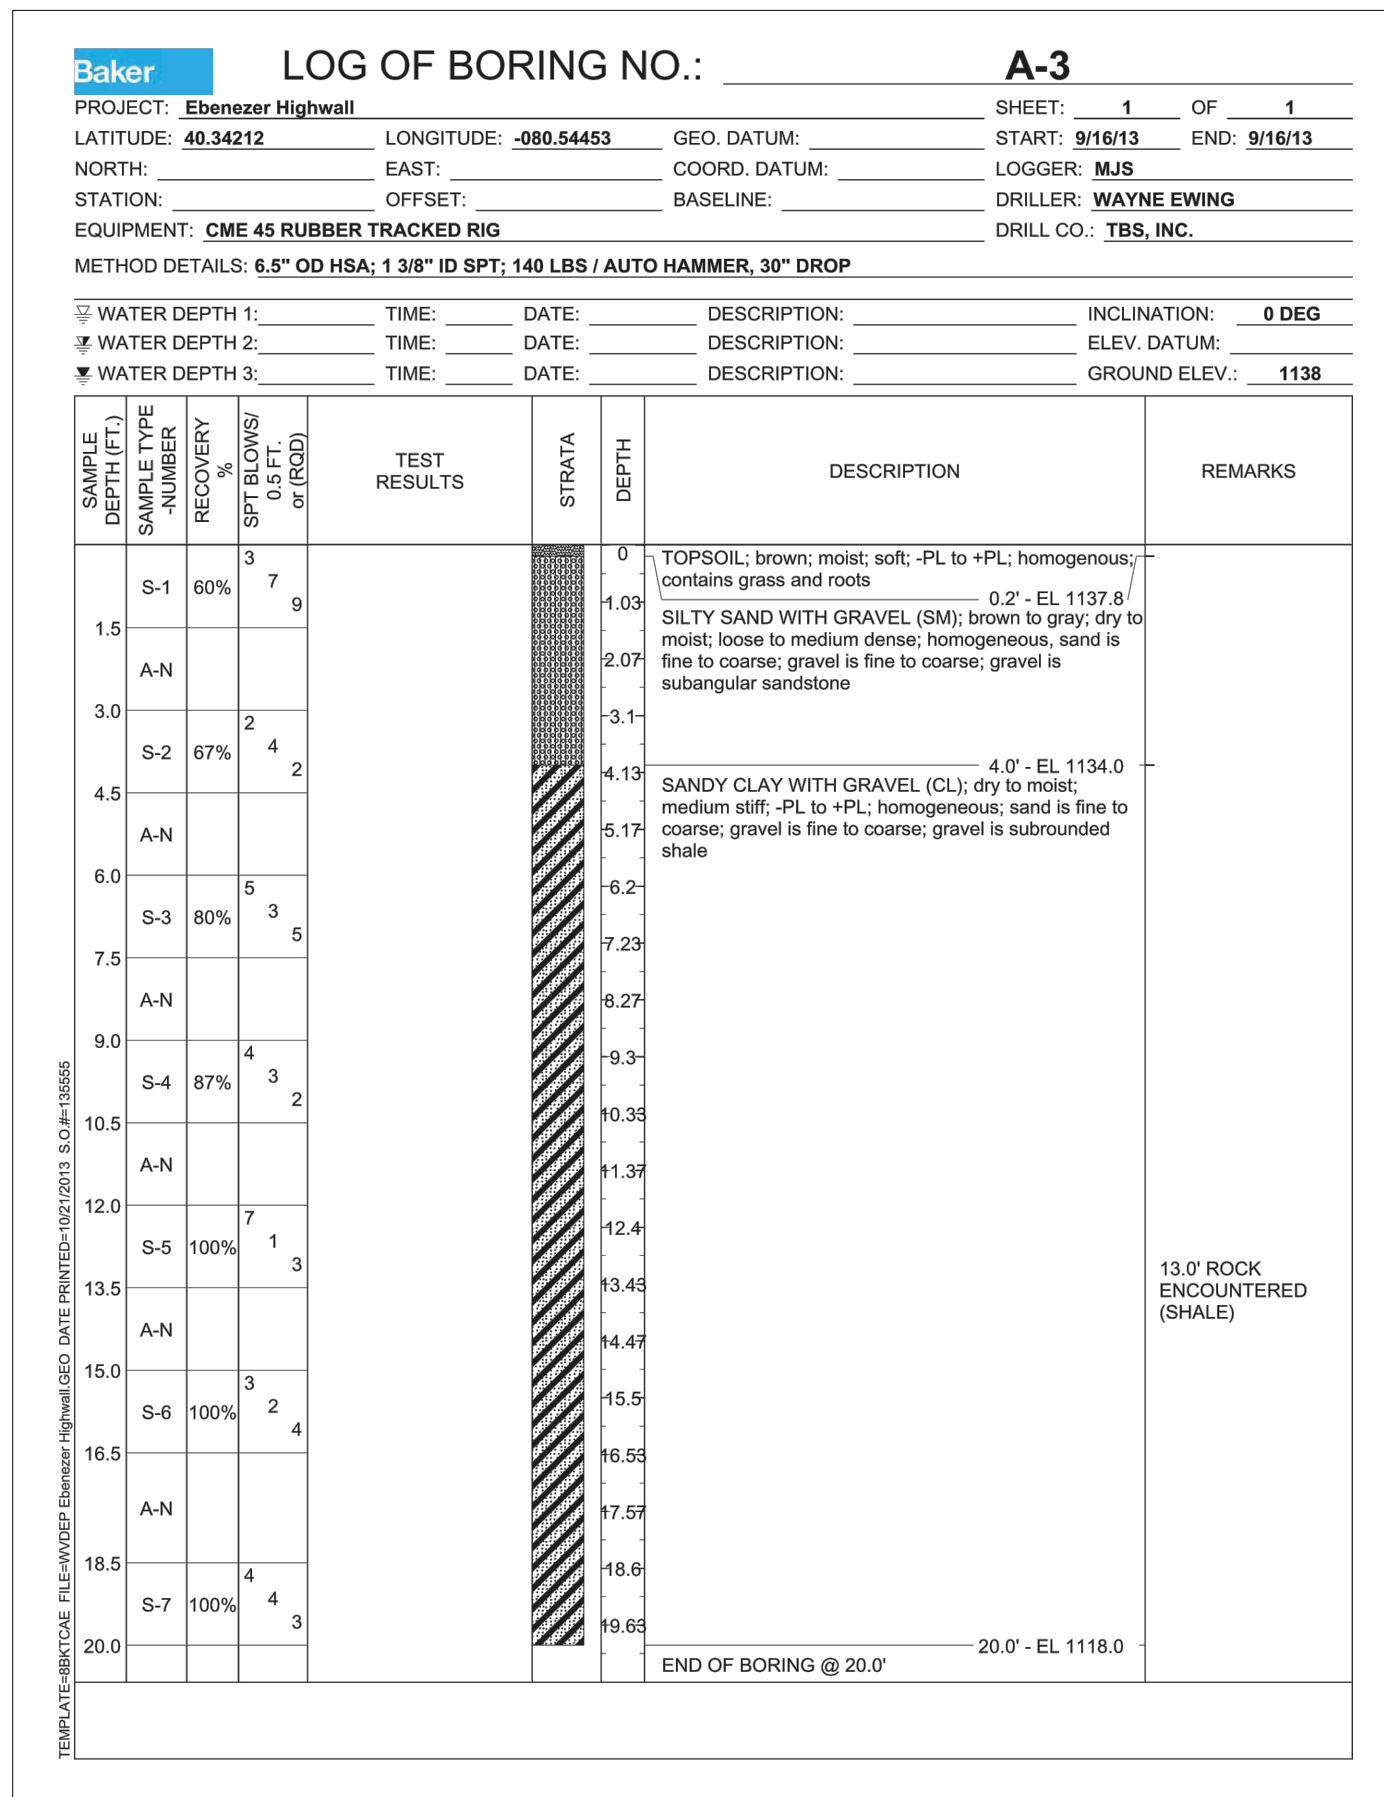 Baker
LOG OF BORING NO.: A-3
PROJECT: Ebenezer Highwall SHEET: 1 OF 1
LATITUDE: 40.34212 LONGITUDE: -080.54453 GEO. DATUM: START: 9/16/13 END: 9/16/13
NORTH: EAST: COORD. DATUM: LOGGER: MJS
STATION: OFFSET: BASELINE: DRILLER: WAYNE EWING
EQUIPMENT: CME 45 RUBBER TRACKED RIG DRILL CO.: TBS, INC.
METHOD DETAILS: 6.5" OD HSA; 1 3/8" ID SPT; 140 LBS / AUTO HAMMER, 30" DROP
WATER DEPTH 1: TIME: DATE: DESCRIPTION: INCLINATION: 0 DEG
WATER DEPTH 2: TIME: DATE: DESCRIPTION: ELEV. DATUM:
WATER DEPTH 3: TIME: DATE: DESCRIPTION: GROUND ELEV.: 1138
SAMPLE
DEPTH (FT.)
SAMPLE TYPE
-NUMBER
RECOVERY
%
SPT BLOWS/
0.5 FT.
or (RQD)
TEST
RESULTS
STRATA
DEPTH
DESCRIPTION
REMARKS
S-1 60% 3 7 9
1.5
A-N
3.0
S-2 67% 2 4 2
4.5
A-N
6.0
S-3 80% 5 3 5
7.5
A-N
9.0
S-4 87% 4 3 2
10.5
A-N
12.0
S-5 100% 7 1 3
13.5
A-N
15.0
S-6 100% 3 2 4
16.5
A-N
18.5
S-7 100% 4 4 3
20.0
0
1.03
2.07
3.1
4.13
5.17
6.2
7.23
8.27
9.3
10.33
11.37
12.4
13.43
14.47
15.5
16.53
17.57
18.6
19.63
TOPSOIL; brown; moist; soft; -PL to +PL; homogenous;
contains grass and roots
0.2' - EL 1137.8
SILTY SAND WITH GRAVEL (SM); brown to gray; dry to
moist; loose to medium dense; homogeneous, sand is
fine to coarse; gravel is fine to coarse; gravel is
subangular sandstone
4.0' - EL 1134.0
SANDY CLAY WITH GRAVEL (CL); dry to moist;
medium stiff; -PL to +PL; homogeneous; sand is fine to
coarse; gravel is fine to coarse; gravel is subrounded
shale
20.0' - EL 1118.0
END OF BORING @ 20.0'
13.0' ROCK
ENCOUNTERED
(SHALE)
TEMPLATE=8BKTCAE FILE=WVDEP Ebenezer Highwall.GEO DATE PRINTED=10/21/2013 S.O.#=135555